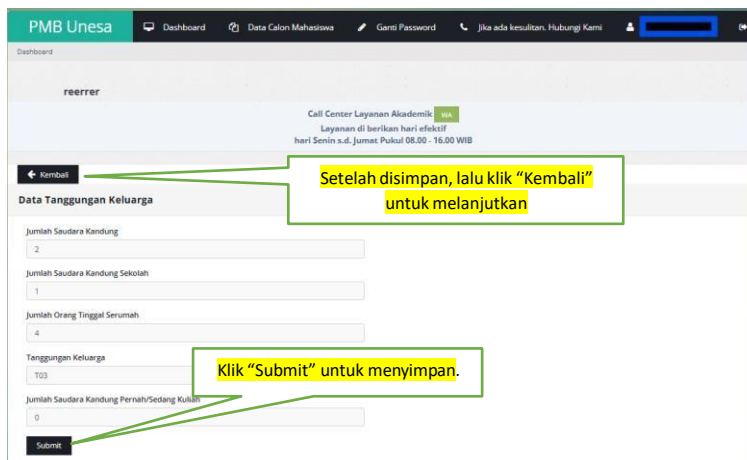 PMB Unesa Dashboard Data Calon Mahasiswa Ganti Password Jika ada kesulitan. Hubungi Kami
Dashboard
reerrer
Call Center Layanan Akademik WA
Layanan di berikan hari efektif
hari Senin s.d. Jumat Pukul 08.00 - 16.00 WIB
Kembali
Setelah disimpan, lalu klik “Kembali”
untuk melanjutkan
Data Tanggungan Keluarga
Jumlah Saudara Kandung
2
Jumlah Saudara Kandung Sekolah
1
Jumlah Orang Tinggal Serumah
4
Tanggungan Keluarga
T03
Klik “Submit” untuk menyimpan.
Jumlah Saudara Kandung Pernah/Sedang Kuliah
0
Submit